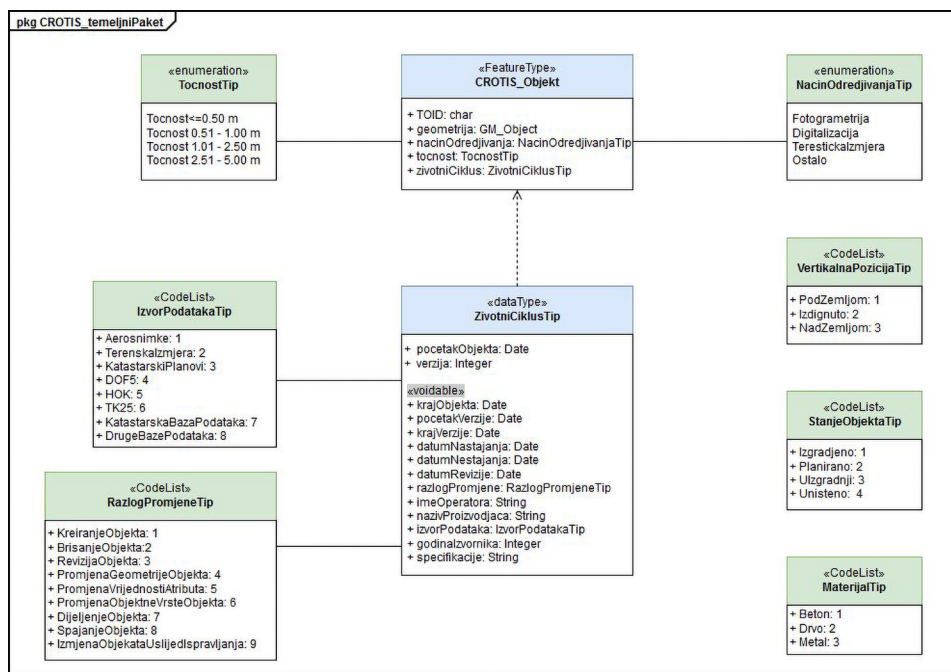 pkg CROTIS_temeljniPaket
«enumeration»
TocnostTip
Tocnost<=0.50 m
Tocnost 0.51 - 1.00 m
Tocnost 1.01 - 2.50 m
Tocnost 2.51 - 5.00 m
«FeatureType»
CROTIS_Objekt
+ TOID: char
+ geometrija: GM_Object
+ nacinOdredjivanja: NacinOdredjivanjaTip
+ tocnost: TocnostTip
+ zivotniCiklus: ZivotniCiklusTip
«enumeration»
NacinOdredjivanjaTip
Fotogrametrija
Digitalizacija
TerestickaIzmjera
Ostalo
«CodeList»
VertikalnaPozicijaTip
+ PodZemljom: 1
+ Izdignuto: 2
+ NadZemljom: 3
«CodeList»
IzvorPodatakaTip
+ Aerosnimke: 1
+ TerenskaIzmjera: 2
+ KatastarskiPlanovi: 3
+ DOF5: 4
+ HOK: 5
+ TK25: 6
+ KatastarskaBazaPodataka: 7
+ DrugeBazePodataka: 8
«dataType»
ZivotniCiklusTip
+ pocetakObjekta: Date
+ verzija: Integer
«voidable»
+ krajObjekta: Date
+ pocetakVerzije: Date
+ krajVerzije: Date
+ datumNastajanja: Date
+ datumNestajanja: Date
+ datumRevizije: Date
+ razlogPromjene: RazlogPromjeneTip
+ imeOperatora: String
+ nazivProizvodjaca: String
+ izvorPodataka: IzvorPodatakaTip
+ godinaIzvornika: Integer
+ specifikacije: String
«CodeList»
StanjeObjektaTip
+ Izgradjeno: 1
+ Planirano: 2
+ UIzgradnji: 3
+ Unisteno: 4
«CodeList»
RazlogPromjeneTip
+ KreiranjeObjekta: 1
+ BrisanjeObjekta:2
+ RevizijaObjekta: 3
+ PromjenaGeometrijeObjekta: 4
+ PromjenaVrijednostiAtributa: 5
+ PromjenaObjektneVrsteObjekta: 6
+ DijeljenjeObjekta: 7
+ SpajanjeObjekta: 8
+ IzmjenaObjekataUslijedIspravljanja: 9
«CodeList»
MaterijalTip
+ Beton: 1
+ Drvo: 2
+ Metal: 3